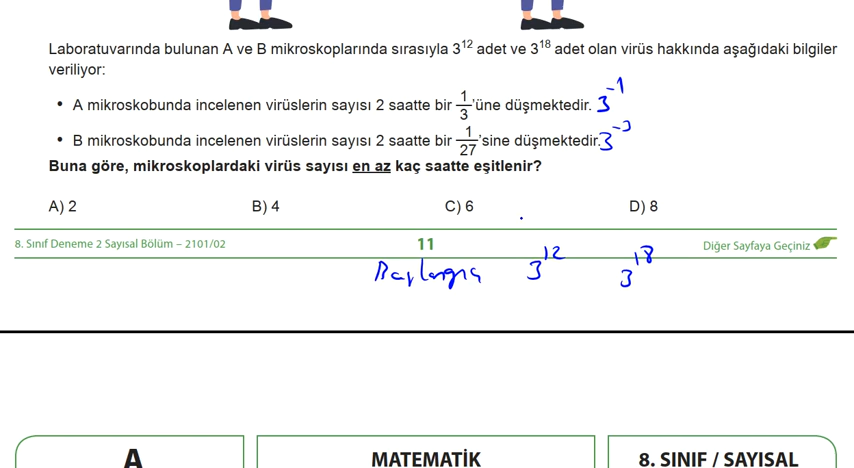 Laboratuvarında bulunan A ve B mikroskoplarında sırasıyla 3¹² adet ve 3¹⁸ adet olan virüs hakkında aşağıdaki bilgiler
veriliyor:
• A mikroskobunda incelenen virüslerin sayısı 2 saatte bir 1/3'üne düşmektedir. 3⁻¹
• B mikroskobunda incelenen virüslerin sayısı 2 saatte bir 1/27'sine düşmektedir. 3⁻³
Buna göre, mikroskoplardaki virüs sayısı en az kaç saatte eşitlenir?
A) 2 B) 4 C) 6 D) 8
8. Sınıf Deneme 2 Sayısal Bölüm – 2101/02 11 Diğer Sayfaya Geçiniz
Başlangıç 3¹² 3¹⁸
A MATEMATİK 8. SINIF / SAYISAL